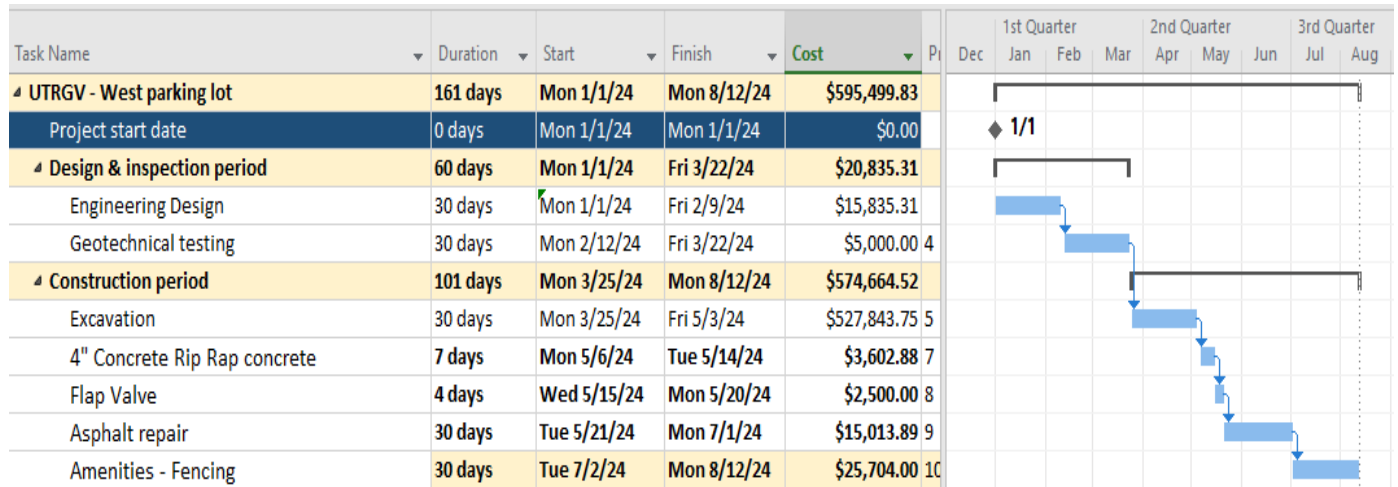 1st Quarter 2nd Quarter 3rd Quarter
Task Name Duration Start Finish Cost Dec Jan Feb Mar Apr May Jun Jul Aug
UTRGV - West parking lot 161 days Mon 1/1/24 Mon 8/12/24 $595,499.83
Project start date 0 days Mon 1/1/24 Mon 1/1/24 $0.00 1/1
Design & inspection period 60 days Mon 1/1/24 Fri 3/22/24 $20,835.31
Engineering Design 30 days Mon 1/1/24 Fri 2/9/24 $15,835.31
Geotechnical testing 30 days Mon 2/12/24 Fri 3/22/24 $5,000.00 4
Construction period 101 days Mon 3/25/24 Mon 8/12/24 $574,664.52
Excavation 30 days Mon 3/25/24 Fri 5/3/24 $527,843.75 5
4" Concrete Rip Rap concrete 7 days Mon 5/6/24 Tue 5/14/24 $3,602.88 7
Flap Valve 4 days Wed 5/15/24 Mon 5/20/24 $2,500.00 8
Asphalt repair 30 days Tue 5/21/24 Mon 7/1/24 $15,013.89 9
Amenities - Fencing 30 days Tue 7/2/24 Mon 8/12/24 $25,704.00 10